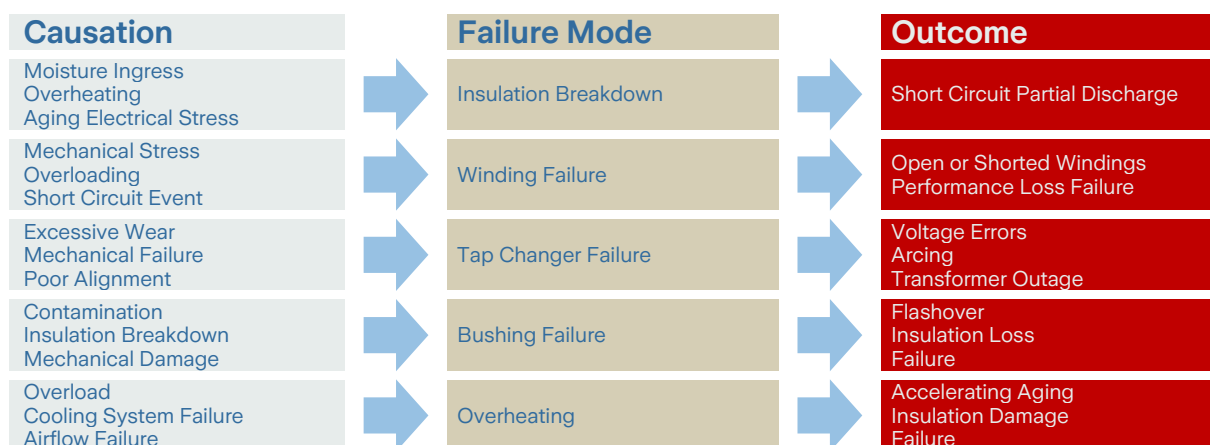 Causation
Failure Mode
Outcome
Moisture Ingress
Overheating
Aging Electrical Stress
Insulation Breakdown
Short Circuit Partial Discharge
Mechanical Stress
Overloading
Short Circuit Event
Winding Failure
Open or Shorted Windings
Performance Loss Failure
Excessive Wear
Mechanical Failure
Poor Alignment
Tap Changer Failure
Voltage Errors
Arcing
Transformer Outage
Contamination
Insulation Breakdown
Mechanical Damage
Bushing Failure
Flashover
Insulation Loss
Failure
Overload
Cooling System Failure
Airflow Failure
Overheating
Accelerating Aging
Insulation Damage
Failure